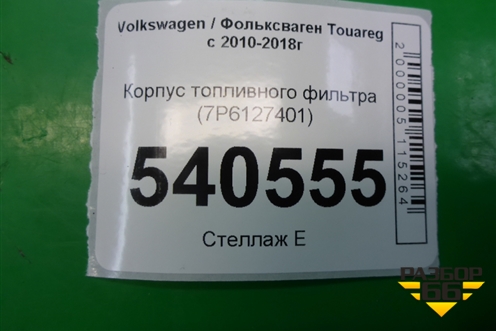 Volkswagen / Фольксваген Touareg
с 2010-2018г
Корпус топливного фильтра
(7P6127401)
540555
Стеллаж Е
2000005115264
РАЗБОР
66